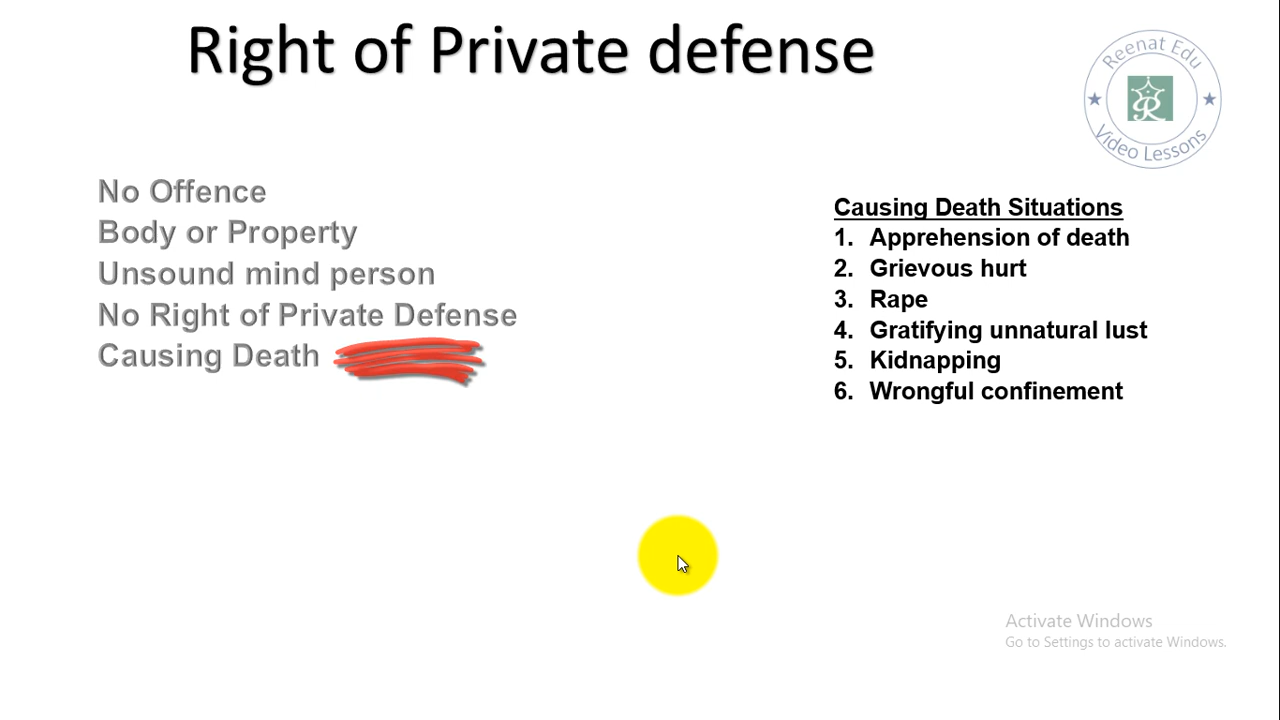 Right of Private defense
Reenat Edu
R
Video Lessons
No Offence
Body or Property
Unsound mind person
No Right of Private Defense
Causing Death
Causing Death Situations
1. Apprehension of death
2. Grievous hurt
3. Rape
4. Gratifying unnatural lust
5. Kidnapping
6. Wrongful confinement
Activate Windows
Go to Settings to activate Windows.